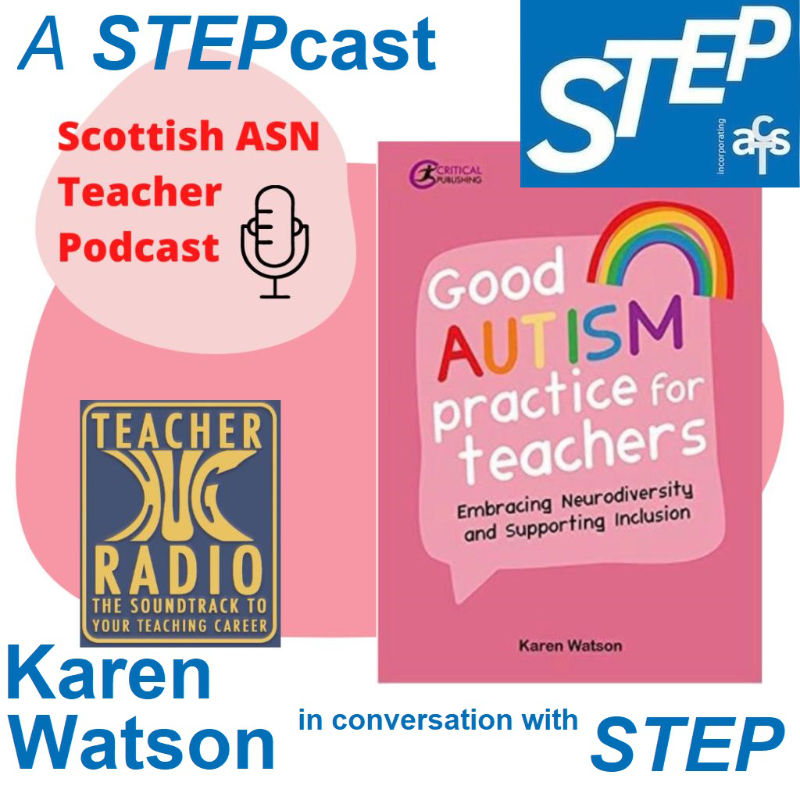 A STEPcast
STEP
incorporating
acts
Scottish ASN
Teacher
Podcast
CRITICAL
PUBLISHING
Good
AUTISM
practice for
teachers
Embracing Neurodiversity
and Supporting Inclusion
Karen Watson
TEACHER
HUG
RADIO
THE SOUNDTRACK TO
YOUR TEACHING CAREER
Karen
Watson
in conversation with STEP